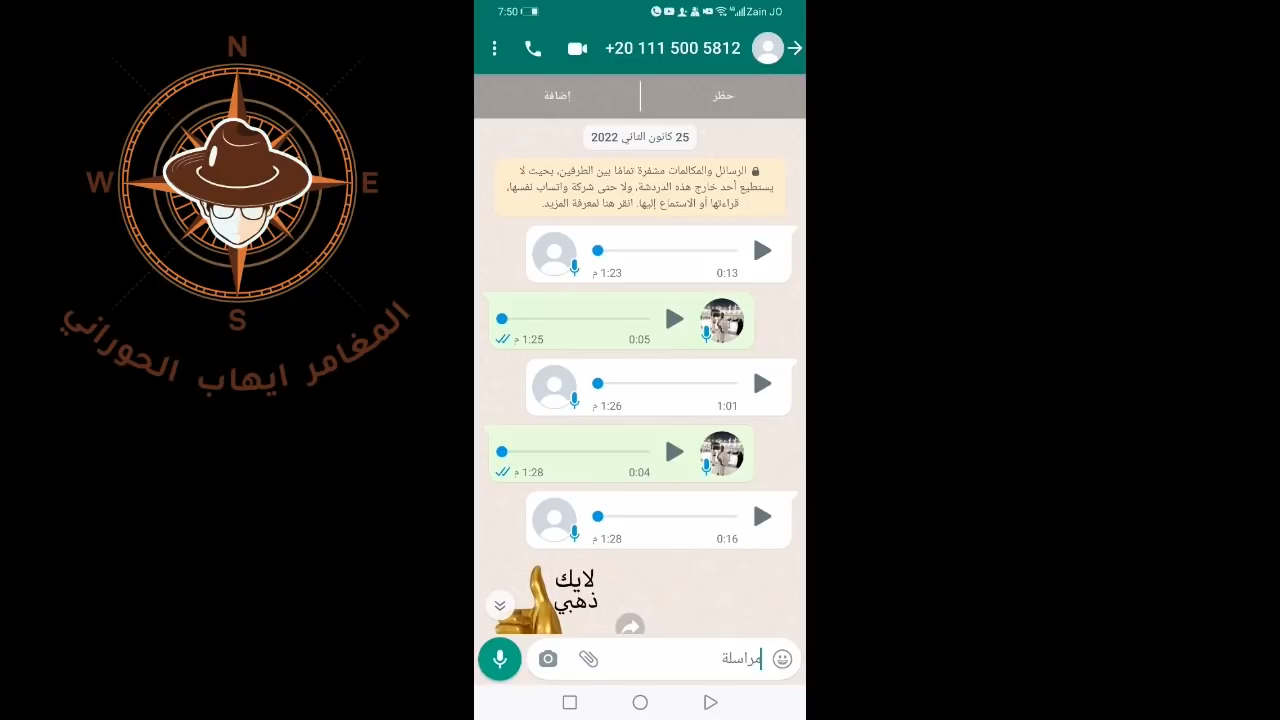 N
W
E
S
المغامر ايهاب الحوراني
7:50
4G Zain JO
+20 111 500 5812
إضافة
حظر
25 كانون الثاني 2022
الرسائل والمكالمات مشفرة تمامًا بين الطرفين، بحيث لا
يستطيع أحد خارج هذه الدردشة، ولا حتى شركة واتساب نفسها،
قراءتها أو الاستماع إليها. انقر هنا لمعرفة المزيد.
1:23 م
0:13
1:25 م
0:05
1:26 م
1:01
1:28 م
0:04
1:28 م
0:16
لايك
ذهبي
مراسلة